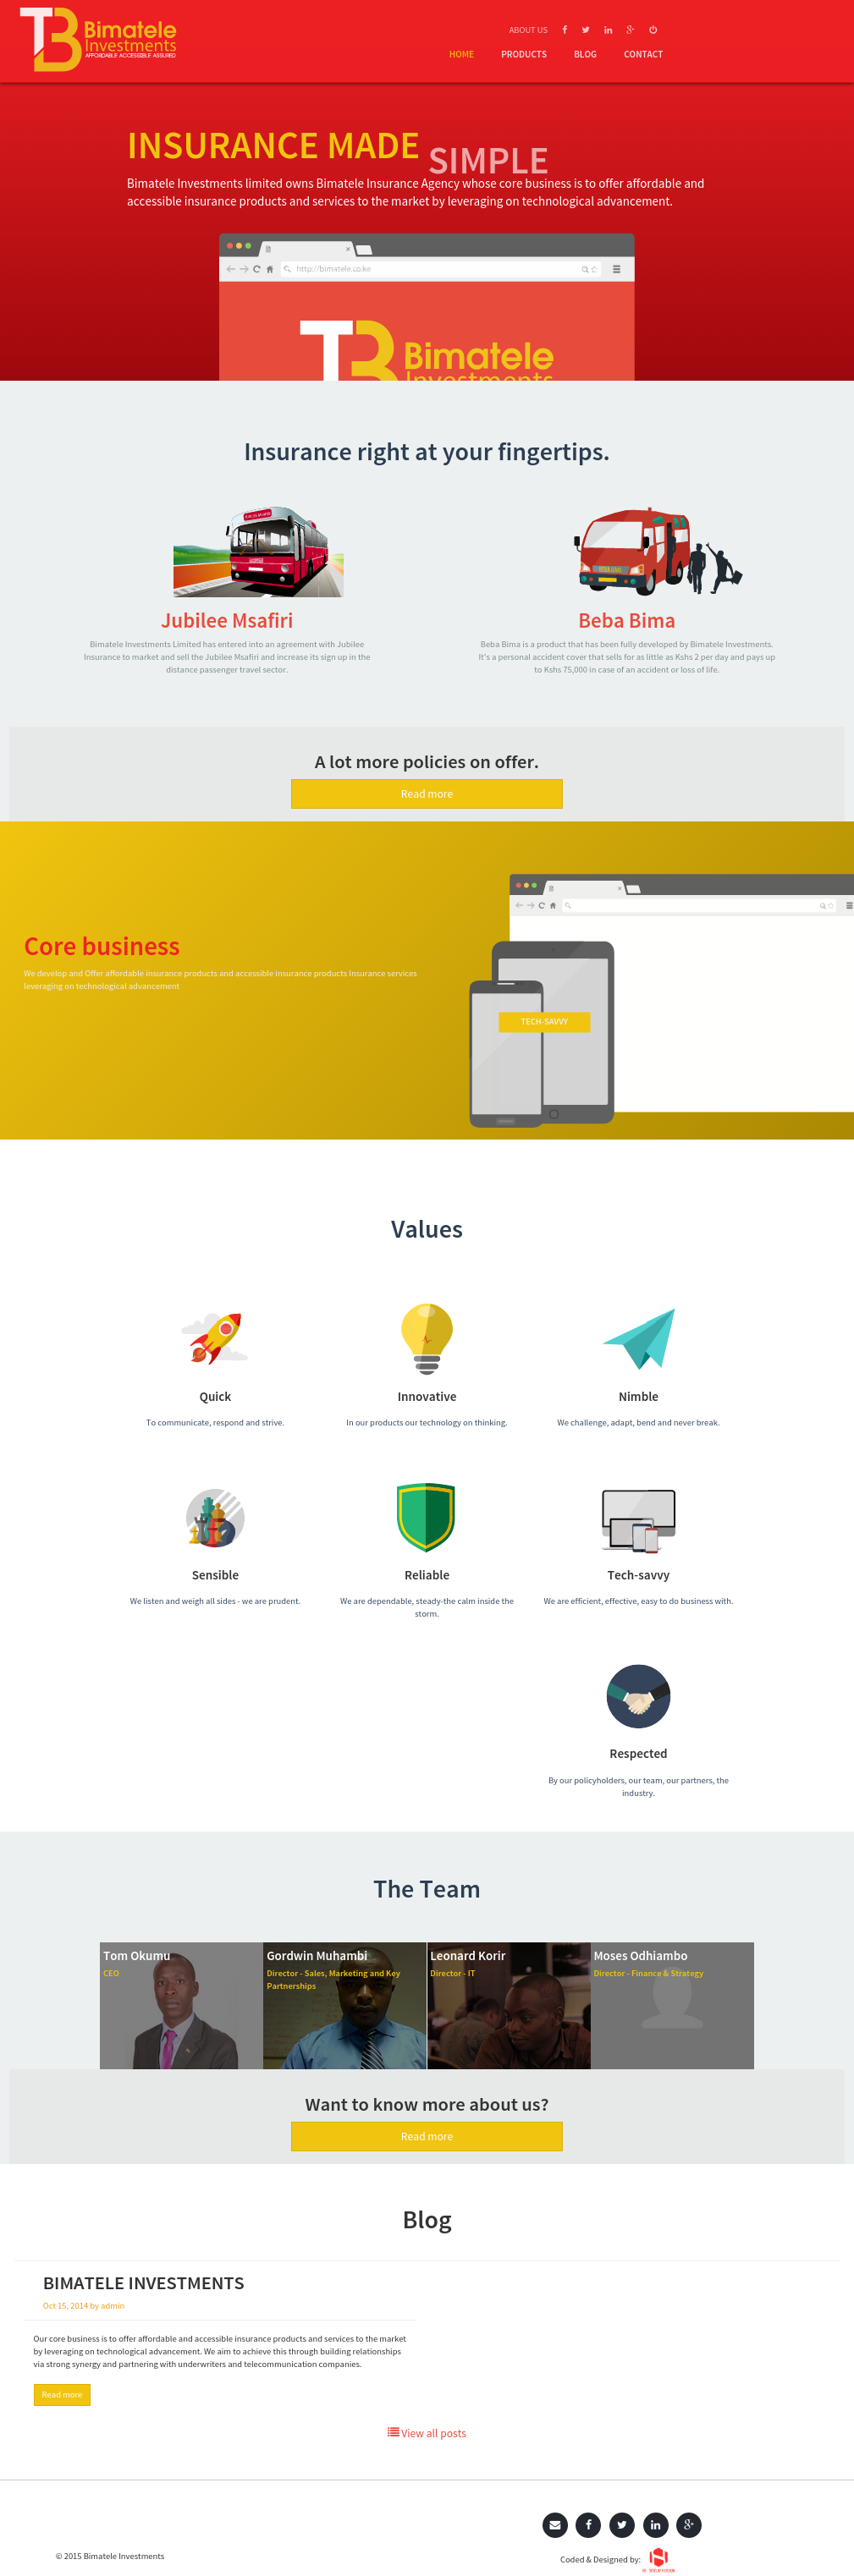 Bimatele
Investments
AFFORDABLE ACCESSIBLE ASSURED
ABOUT US
HOME PRODUCTS BLOG CONTACT
INSURANCE MADE SIMPLE
Bimatele Investments limited owns Bimatele Insurance Agency whose core business is to offer affordable and
accessible insurance products and services to the market by leveraging on technological advancement.
http://bimatele.co.ke
Bimatele
Investments
Insurance right at your fingertips.
Jubilee Msafiri
Bimatele Investments Limited has entered into an agreement with Jubilee
Insurance to market and sell the Jubilee Msafiri and increase its sign up in the
distance passenger travel sector.
Beba Bima
Beba Bima is a product that has been fully developed by Bimatele Investments.
It's a personal accident cover that sells for as little as Kshs 2 per day and pays up
to Kshs 75,000 in case of an accident or loss of life.
A lot more policies on offer.
Read more
Core business
We develop and Offer affordable insurance products and accessible insurance products Insurance services
leveraging on technological advancement
TECH-SAVVY
Values
Quick
To communicate, respond and strive.
Innovative
In our products our technology on thinking.
Nimble
We challenge, adapt, bend and never break.
Sensible
We listen and weigh all sides - we are prudent.
Reliable
We are dependable, steady-the calm inside the
storm.
Tech-savvy
We are efficient, effective, easy to do business with.
Respected
By our policyholders, our team, our partners, the
industry.
The Team
Tom Okumu
CEO
Gordwin Muhambi
Director - Sales, Marketing and Key
Partnerships
Leonard Korir
Director - IT
Moses Odhiambo
Director - Finance & Strategy
Want to know more about us?
Read more
Blog
BIMATELE INVESTMENTS
Oct 15, 2014 by admin
Our core business is to offer affordable and accessible insurance products and services to the market
by leveraging on technological advancement. We aim to achieve this through building relationships
via strong synergy and partnering with underwriters and telecommunication companies.
Read more
View all posts
© 2015 Bimatele Investments
Coded & Designed by: